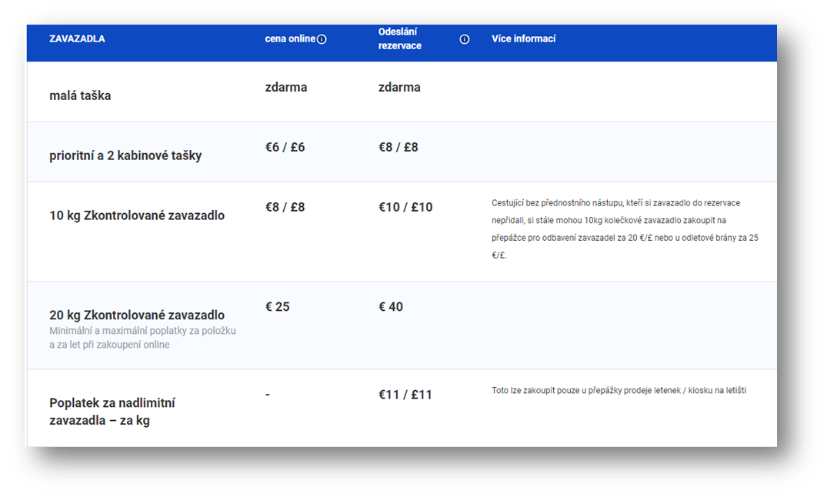 ZAVAZADLA
cena online
Odeslání
rezervace
Více informací
malá taška
zdarma
zdarma
prioritní a 2 kabinové tašky
€6 / £6
€8 / £8
10 kg Zkontrolované zavazadlo
€8 / £8
€10 / £10
Cestující bez přednostního nástupu, kteří si zavazadlo do rezervace
nepřidali, si stále mohou 10kg kolečkové zavazadlo zakoupit na
přepážce pro odbavení zavazadel za 20 €/£ nebo u odletové brány za 25
€/£.
20 kg Zkontrolované zavazadlo
Minimální a maximální poplatky za položku
a za let při zakoupení online
€ 25
€ 40
Poplatek za nadlimitní
zavazadla – za kg
-
€11 / £11
Toto lze zakoupit pouze u přepážky prodeje letenek / kiosku na letišti